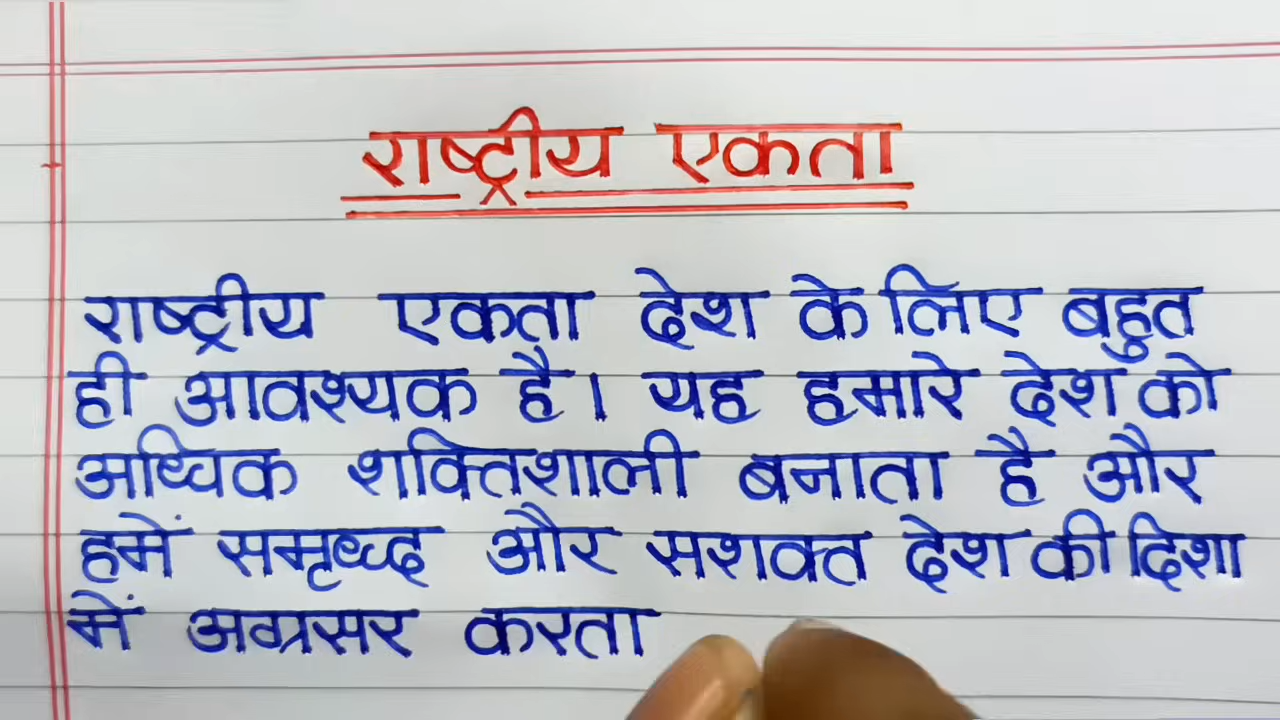 राष्ट्रीय एकता
राष्ट्रीय एकता देश के लिए बहुत
ही आवश्यक है। यह हमारे देश को
अधिक शक्तिशाली बनाता है और
हमें समृध्द और सशक्त देश की दिशा
में अग्रसर करता